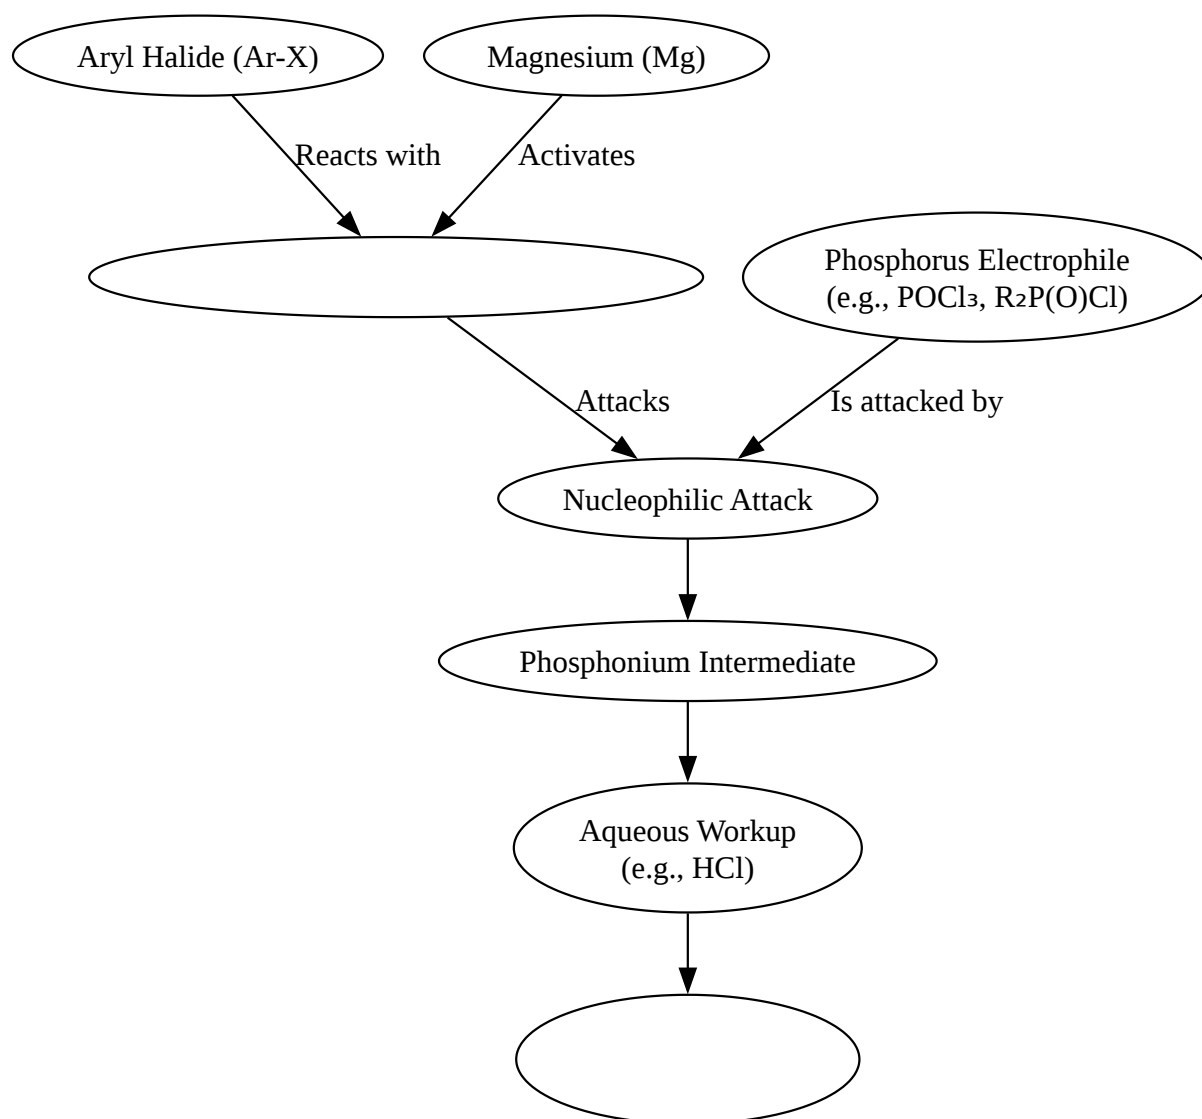 Aryl Halide (Ar-X)
Magnesium (Mg)
Reacts with
Activates
Phosphorus Electrophile
(e.g., POCl₃, R₂P(O)Cl)
Attacks
Is attacked by
Nucleophilic Attack
Phosphonium Intermediate
Aqueous Workup
(e.g., HCl)